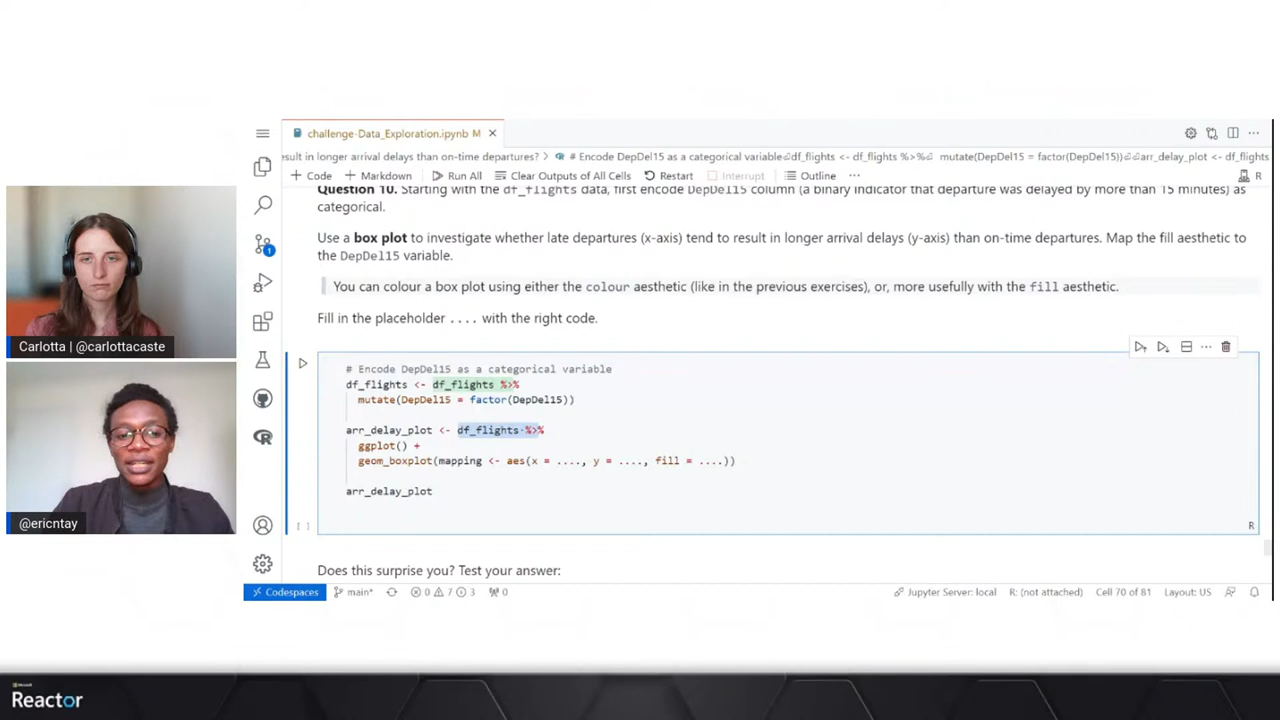 challenge-Data_Exploration.ipynb M
esult in longer arrival delays than on-time departures? > # Encode DepDel15 as a categorical variable⏎df_flights <- df_flights %>%⏎ mutate(DepDel15 = factor(DepDel15))⏎⏎arr_delay_plot <- df_flights
+ Code + Markdown Run All Clear Outputs of All Cells Restart Interrupt Outline ··· R
Question 10. Starting with the df_flights data, first encode DepDel15 column (a binary indicator that departure was delayed by more than 15 minutes) as
categorical.
Use a box plot to investigate whether late departures (x-axis) tend to result in longer arrival delays (y-axis) than on-time departures. Map the fill aesthetic to
the DepDel15 variable.
You can colour a box plot using either the colour aesthetic (like in the previous exercises), or, more usefully with the fill aesthetic.
Fill in the placeholder .... with the right code.
# Encode DepDel15 as a categorical variable
df_flights <- df_flights %>%
mutate(DepDel15 = factor(DepDel15))
arr_delay_plot <- df_flights %>%
ggplot() +
geom_boxplot(mapping <- aes(x = ...., y = ...., fill = ....))
arr_delay_plot
[ ]
R
Does this surprise you? Test your answer:
1
Codespaces main* 0 7 3 0 Jupyter Server: local R: (not attached) Cell 70 of 81 Layout: US
Carlotta | @carlottacaste
@ericntay
Microsoft
Reactor